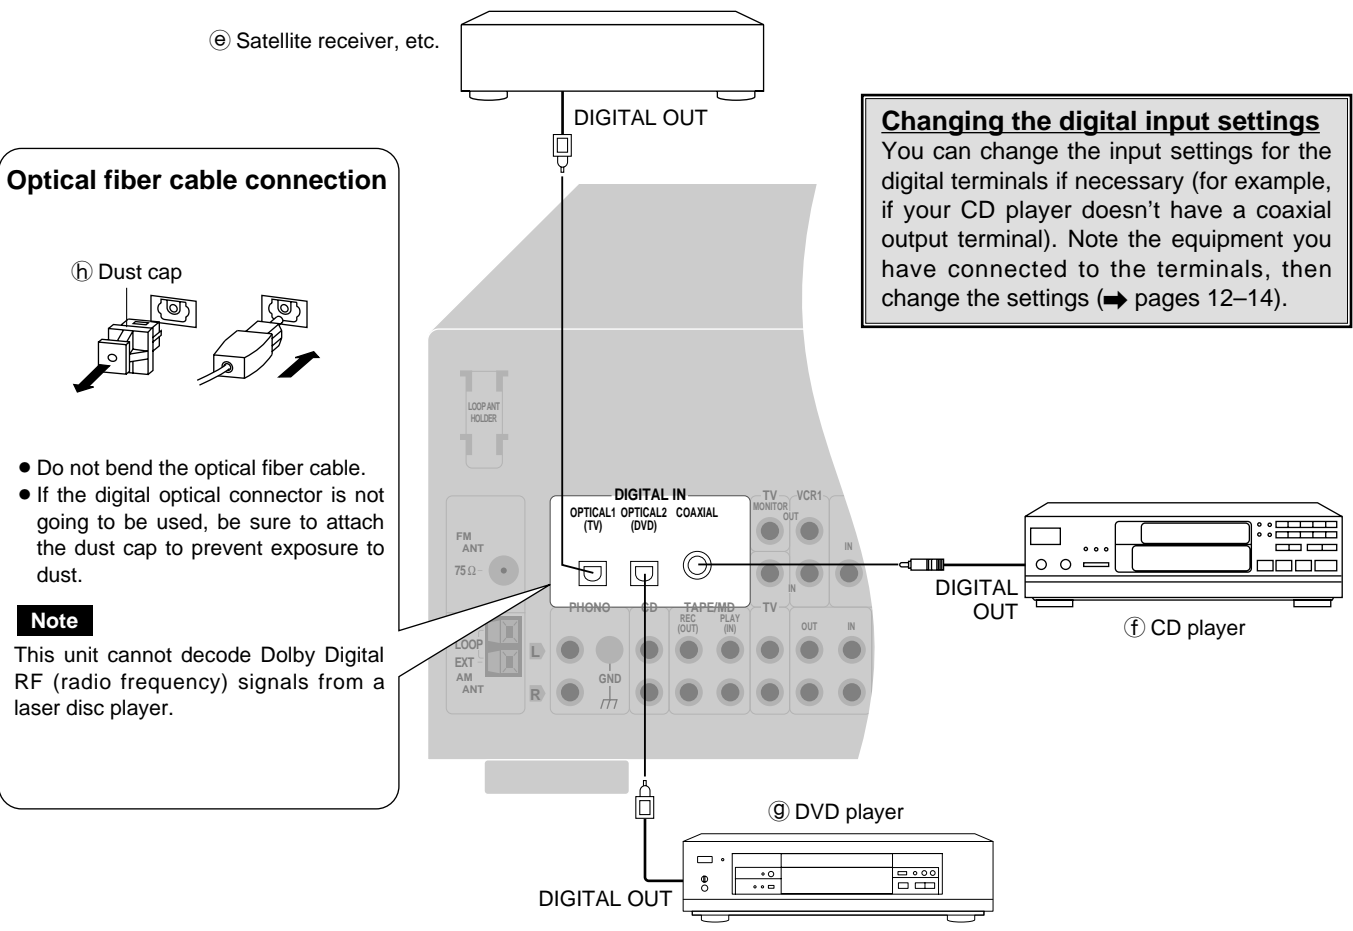 ⓔ Satellite receiver, etc.
DIGITAL OUT
Changing the digital input settings
You can change the input settings for the
digital terminals if necessary (for example,
if your CD player doesn't have a coaxial
output terminal). Note the equipment you
have connected to the terminals, then
change the settings (➡ pages 12–14).
Optical fiber cable connection
ⓗ Dust cap
● Do not bend the optical fiber cable.
● If the digital optical connector is not
going to be used, be sure to attach
the dust cap to prevent exposure to
dust.
Note
This unit cannot decode Dolby Digital
RF (radio frequency) signals from a
laser disc player.
LOOP ANT
HOLDER
DIGITAL IN
OPTICAL1 OPTICAL2 COAXIAL
(TV) (DVD)
TV
MONITOR
OUT
VCR1
IN
IN
FM
ANT
75 Ω
PHONO CD TAPE/MD TV
REC PLAY
(OUT) (IN)
OUT IN
LOOP
EXT
AM
ANT
L
GND
R
DIGITAL
OUT
ⓕ CD player
ⓖ DVD player
DIGITAL OUT